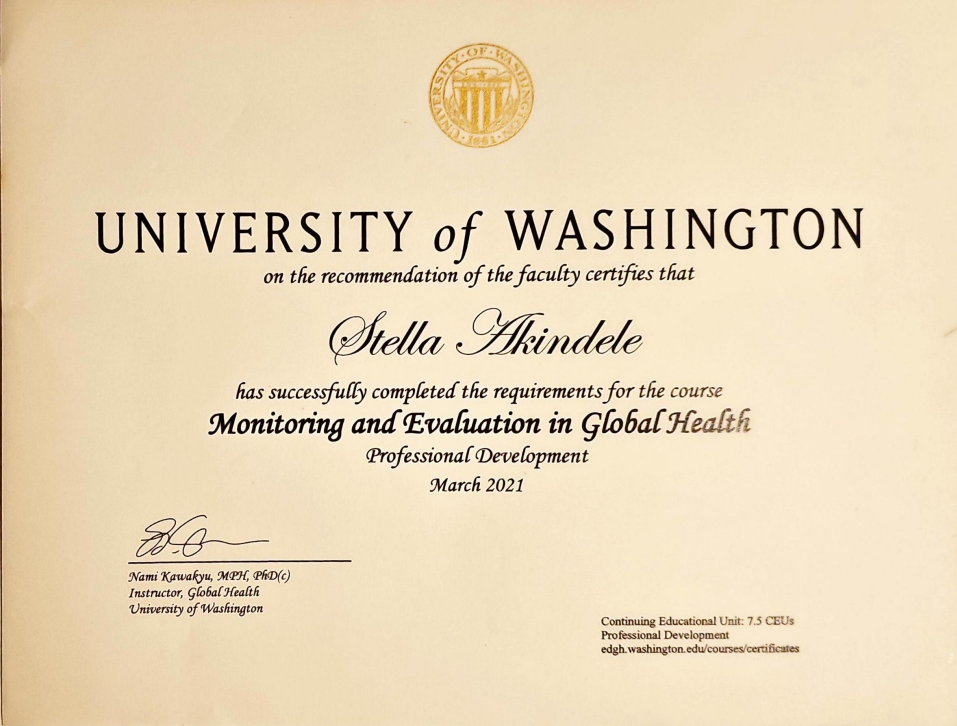 UNIVERSITY · OF · WASHINGTON · 1861 ·
UNIVERSITY of WASHINGTON
on the recommendation of the faculty certifies that
Stella Akindele
has successfully completed the requirements for the course
Monitoring and Evaluation in Global Health
Professional Development
March 2021
Nami Kawakyu, MPH, PhD(c)
Instructor, Global Health
University of Washington
Continuing Educational Unit: 7.5 CEUs
Professional Development
edgh.washington.edu/courses/certificates